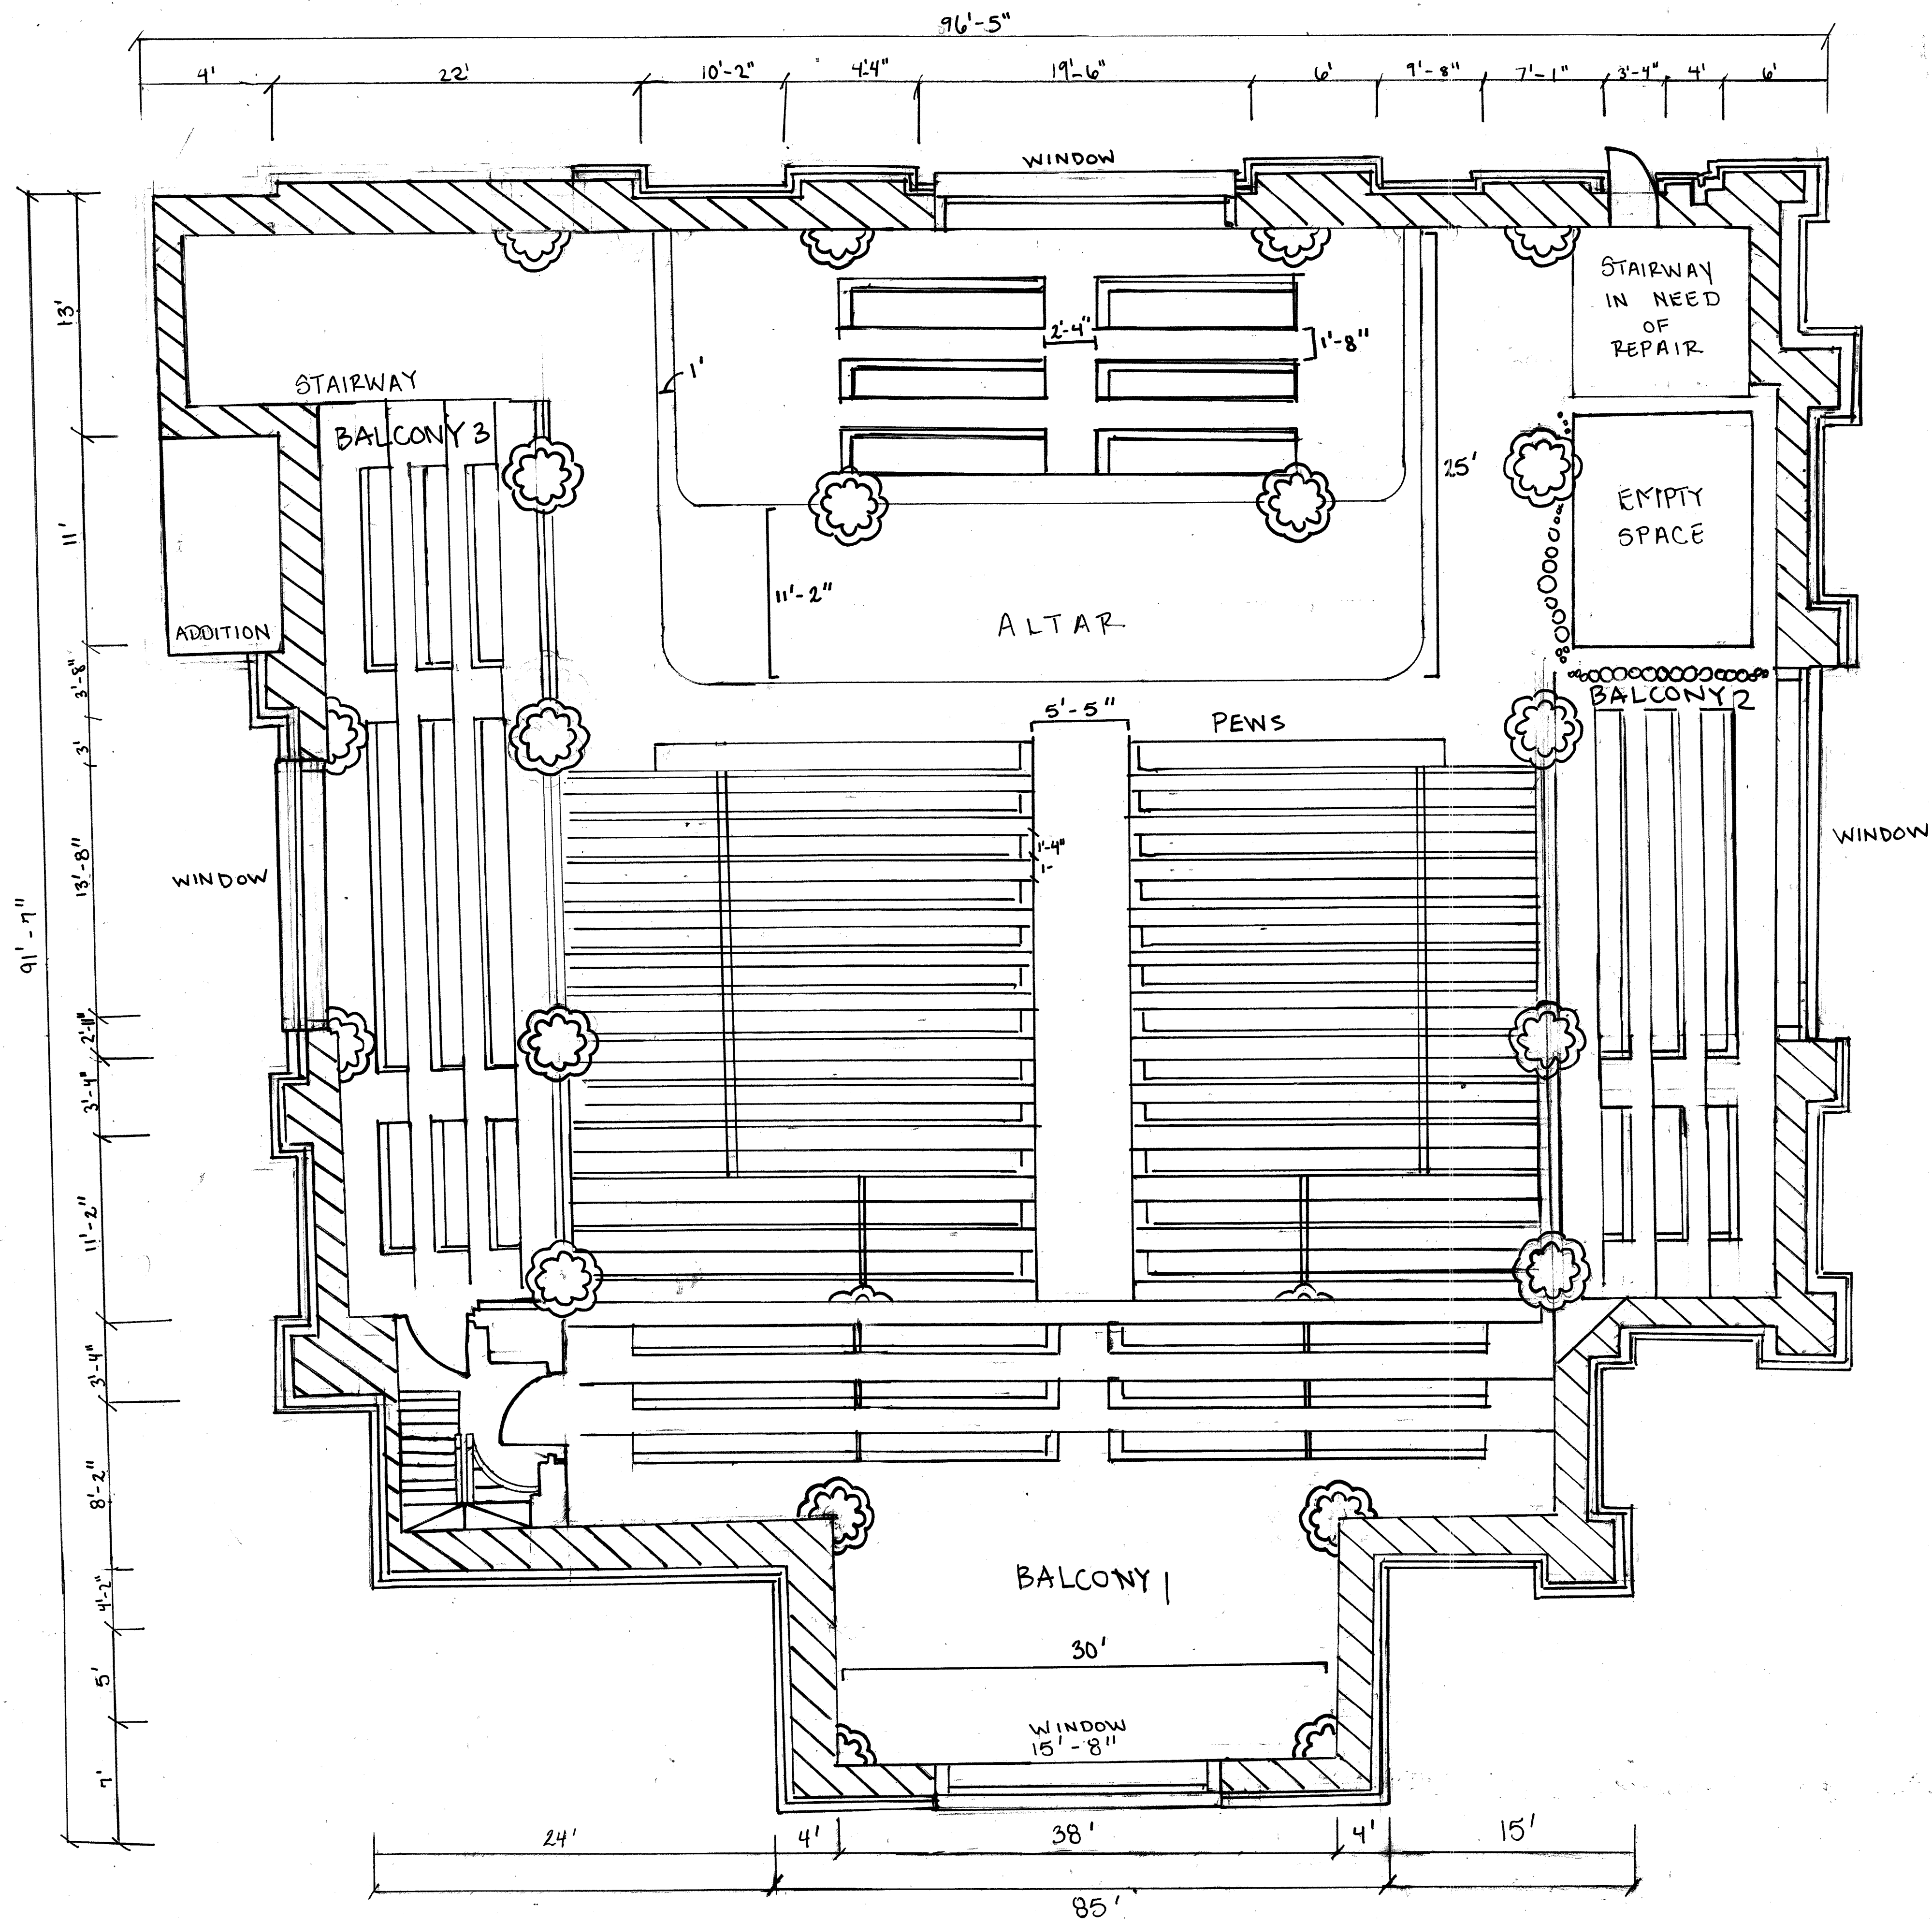 96'-5"
4' 22' 10'-2" 4'-4" 19'-6" 6' 9'-8" 7'-1" 3'-4" 4' 6'
WINDOW
STAIRWAY
IN NEED
OF
REPAIR
13'
2'-4"
1'-8"
1'
STAIRWAY
BALCONY 3
25'
EMPTY
SPACE
11'
11'-2"
ALTAR
ADDITION
3'-8"
BALCONY 2
5'-5"
PEWS
3'
WINDOW
1'-4"
1'-
13'-8"
WINDOW
91'-7"
2'-11"
3'-4"
11'-2"
3'-4"
8'-2"
BALCONY 1
4'-2"
30'
5'
WINDOW
15'-8"
7'
24' 4' 38' 4' 15'
85'